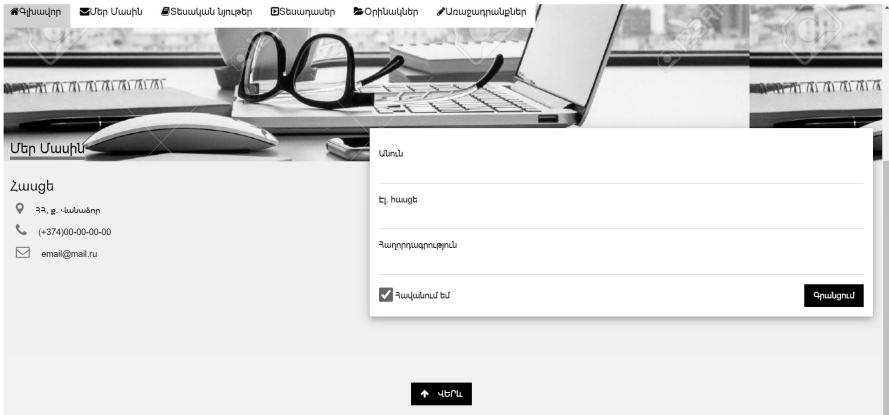 Գլխավոր Մեր Մասին Տեսական նյութեր Տեսադասեր Օրինակներ Առաջադրանքներ
Մեր Մասին
Հասցե
ՀՀ, ք. Վանաձոր
(+374)00-00-00-00
email@mail.ru
Անուն
Էլ. հասցե
Հաղորդագրություն
Հավանում եմ
Գրանցում
ՎԵՐև